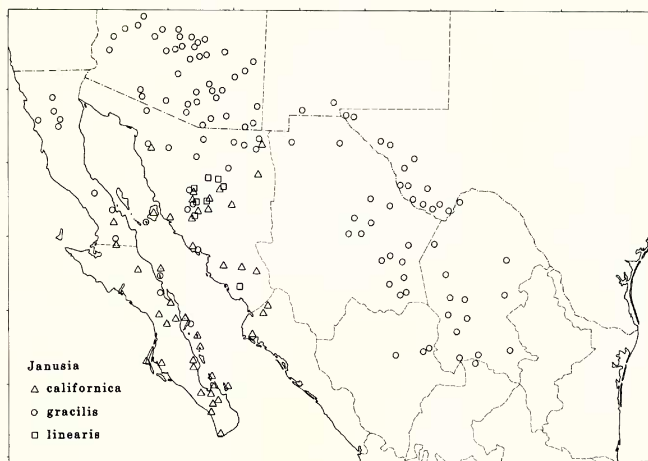 Janusia
△ californica
○ gracilis
□ linearis